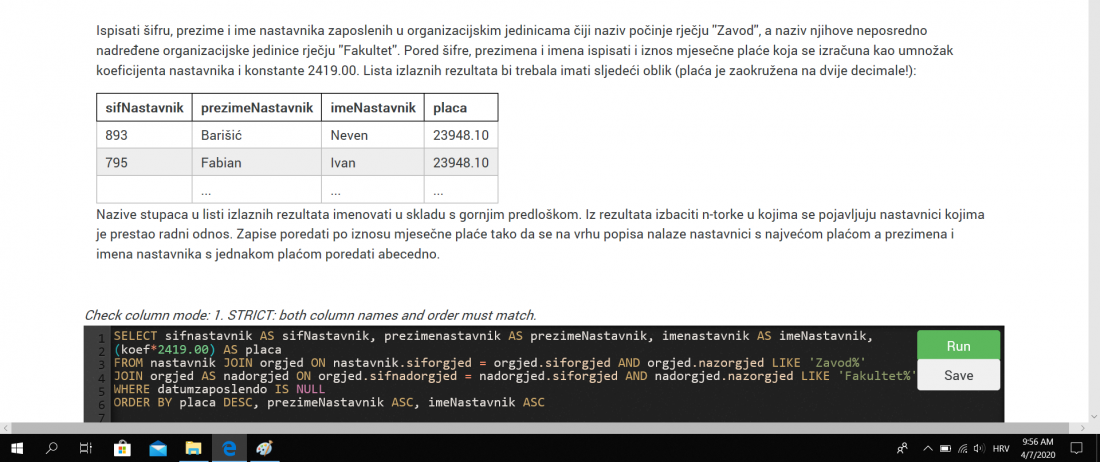 Ispisati šifru, prezime i ime nastavnika zaposlenih u organizacijskim jedinicama čiji naziv počinje rječju "Zavod", a naziv njihove neposredno
nadređene organizacijske jedinice rječju "Fakultet". Pored šifre, prezimena i imena ispisati i iznos mjesečne plaće koja se izračuna kao umnožak
koeficijenta nastavnika i konstante 2419.00. Lista izlaznih rezultata bi trebala imati sljedeći oblik (plaća je zaokružena na dvije decimale!):
sifNastavnik prezimeNastavnik imeNastavnik placa
893 Barišić Neven 23948.10
795 Fabian Ivan 23948.10
... ... ...
Nazive stupaca u listi izlaznih rezultata imenovati u skladu s gornjim predloškom. Iz rezultata izbaciti n-torke u kojima se pojavljuju nastavnici kojima
je prestao radni odnos. Zapise poredati po iznosu mjesečne plaće tako da se na vrhu popisa nalaze nastavnici s najvećom plaćom a prezimena i
imena nastavnika s jednakom plaćom poredati abecedno.
Check column mode: 1. STRICT: both column names and order must match.
1 SELECT sifnastavnik AS sifNastavnik, prezimenastavnik AS prezimeNastavnik, imenastavnik AS imeNastavnik,
2 (koef*2419.00) AS placa
3 FROM nastavnik JOIN orgjed ON nastavnik.siforgjed = orgjed.siforgjed AND orgjed.nazorgjed LIKE 'Zavod%'
4 JOIN orgjed AS nadorgjed ON orgjed.sifnadorgjed = nadorgjed.siforgjed AND nadorgjed.nazorgjed LIKE 'Fakultet%'
5 WHERE datumzaposlendo IS NULL
6 ORDER BY placa DESC, prezimeNastavnik ASC, imeNastavnik ASC
7
Run
Save
HRV
9:56 AM
4/7/2020